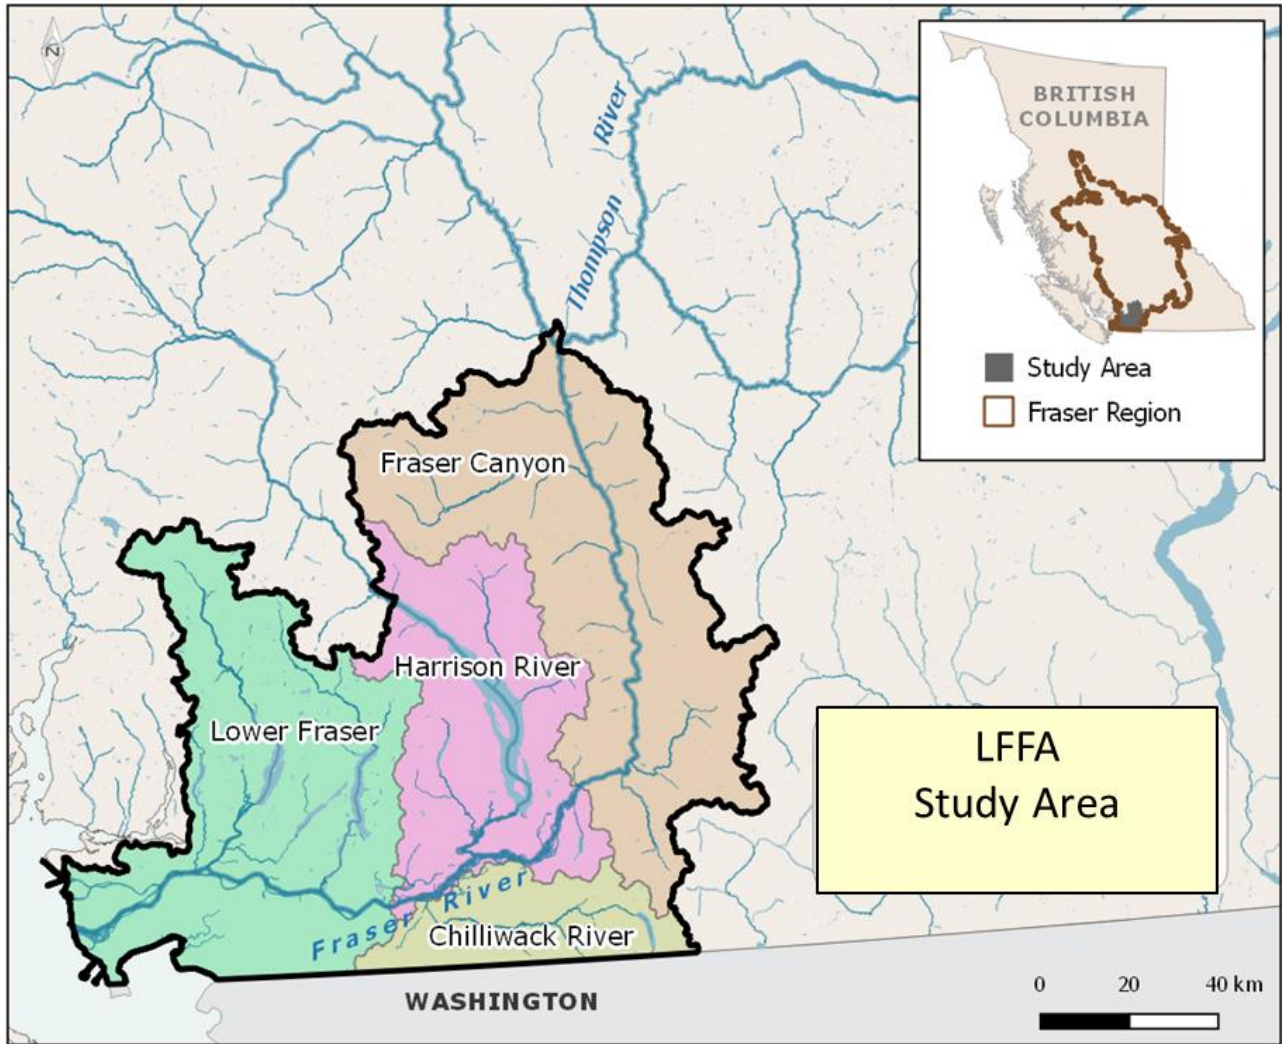 N
BRITISH
COLUMBIA
Study Area
Fraser Region
Thompson River
Fraser Canyon
Harrison River
Lower Fraser
LFFA
Study Area
Fraser River
Chilliwack River
WASHINGTON
0 20 40 km